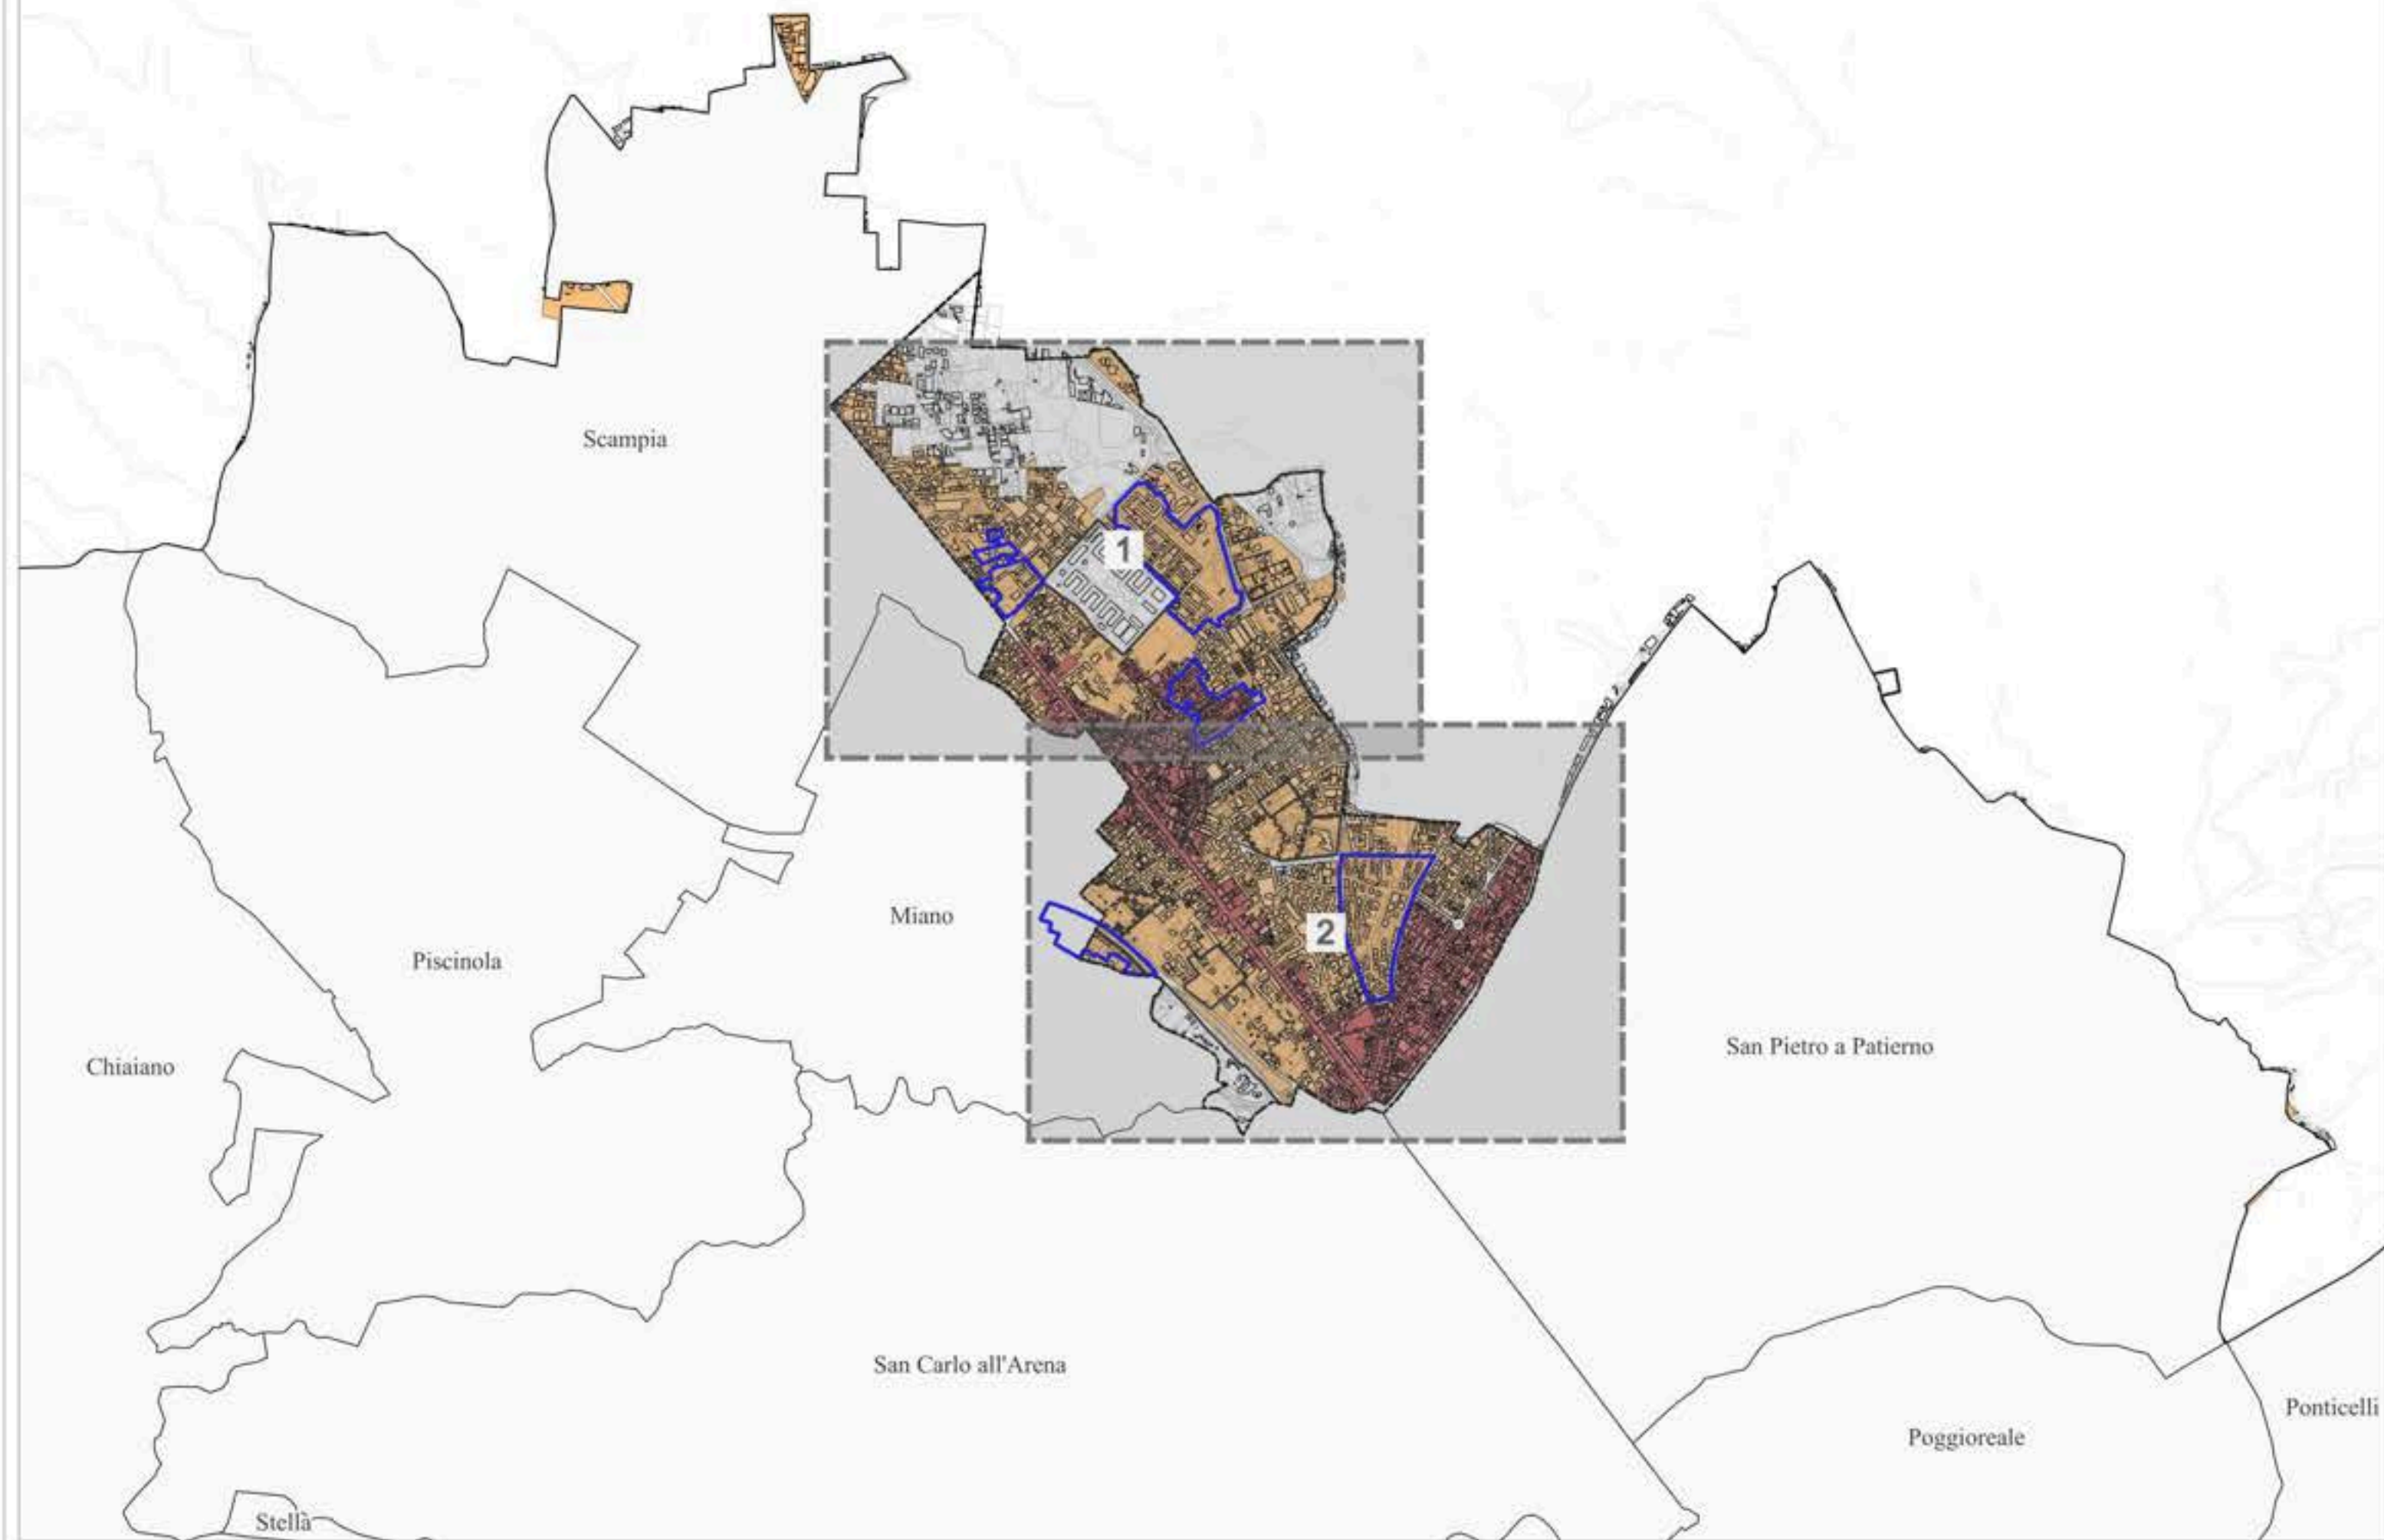 Scampia
1
Miano
2
Piscinola
San Pietro a Patierno
Chiaiano
San Carlo all'Arena
Ponticelli
Poggioreale
Stella